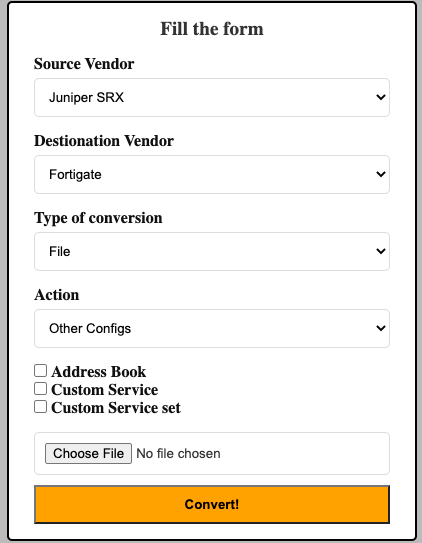 Fill the form
Source Vendor
Juniper SRX
Destionation Vendor
Fortigate
Type of conversion
File
Action
Other Configs
Address Book
Custom Service
Custom Service set
Choose File No file chosen
Convert!